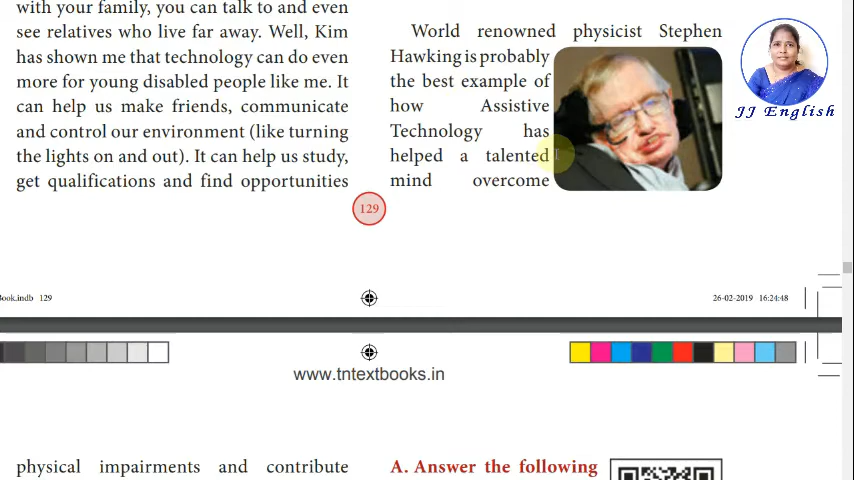 with your family, you can talk to and even
see relatives who live far away. Well, Kim
has shown me that technology can do even
more for young disabled people like me. It
can help us make friends, communicate
and control our environment (like turning
the lights on and out). It can help us study,
get qualifications and find opportunities
World renowned physicist Stephen
Hawking is probably
the best example of
how Assistive
Technology has
helped a talented
mind overcome
JJ English
129
Book.indb 129
26-02-2019 16:24:48
www.tntextbooks.in
physical impairments and contribute
A. Answer the following